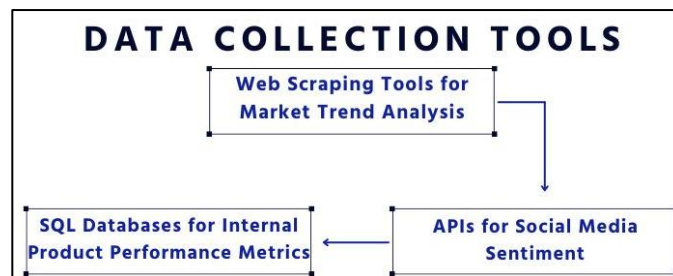 DATA COLLECTION TOOLS
Web Scraping Tools for
Market Trend Analysis
APIs for Social Media
Sentiment
SQL Databases for Internal
Product Performance Metrics